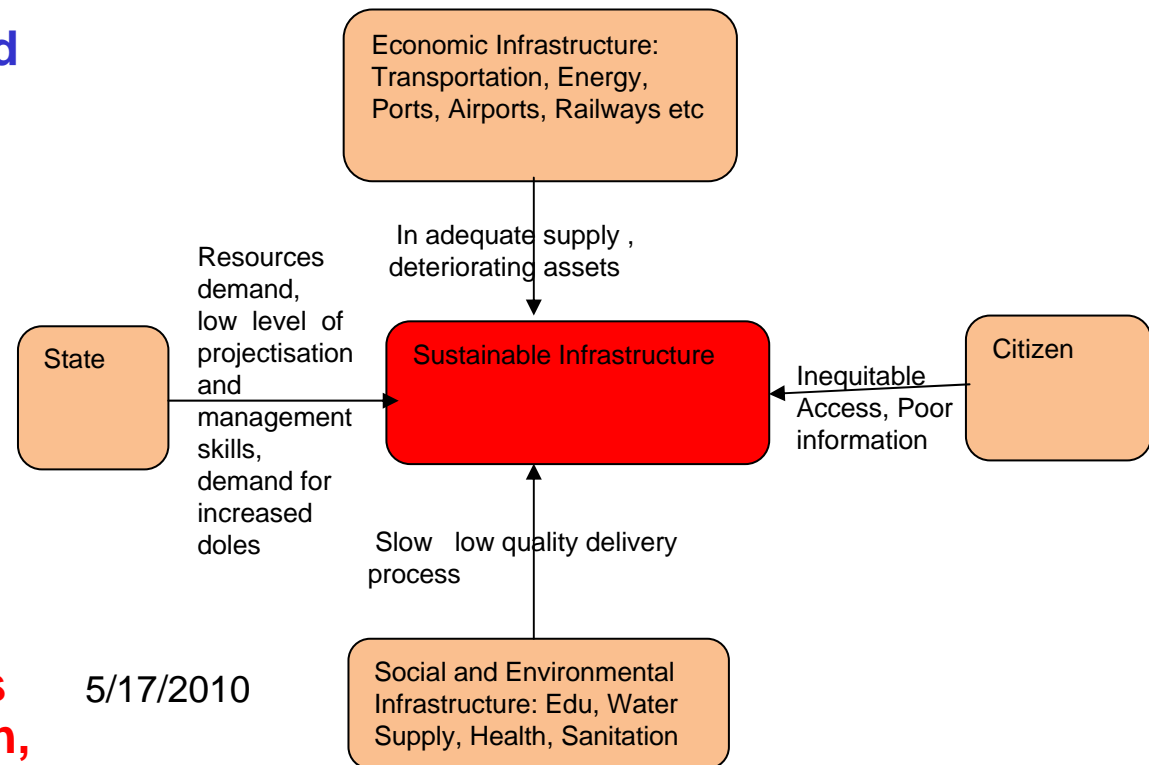 d
Economic Infrastructure:
Transportation, Energy,
Ports, Airports, Railways etc
In adequate supply ,
deteriorating assets
Resources
demand,
low level of
projectisation
and
management
skills,
demand for
increased
doles
State
Sustainable Infrastructure
Citizen
Inequitable
Access, Poor
information
Slow low quality delivery
process
Social and Environmental
Infrastructure: Edu, Water
Supply, Health, Sanitation
s
5/17/2010
n,